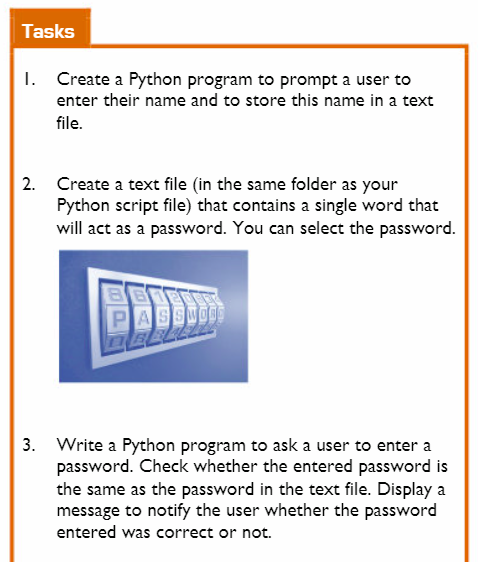 Tasks
1. Create a Python program to prompt a user to
enter their name and to store this name in a text
file.
2. Create a text file (in the same folder as your
Python script file) that contains a single word that
will act as a password. You can select the password.
PASSWORD
3. Write a Python program to ask a user to enter a
password. Check whether the entered password is
the same as the password in the text file. Display a
message to notify the user whether the password
entered was correct or not.